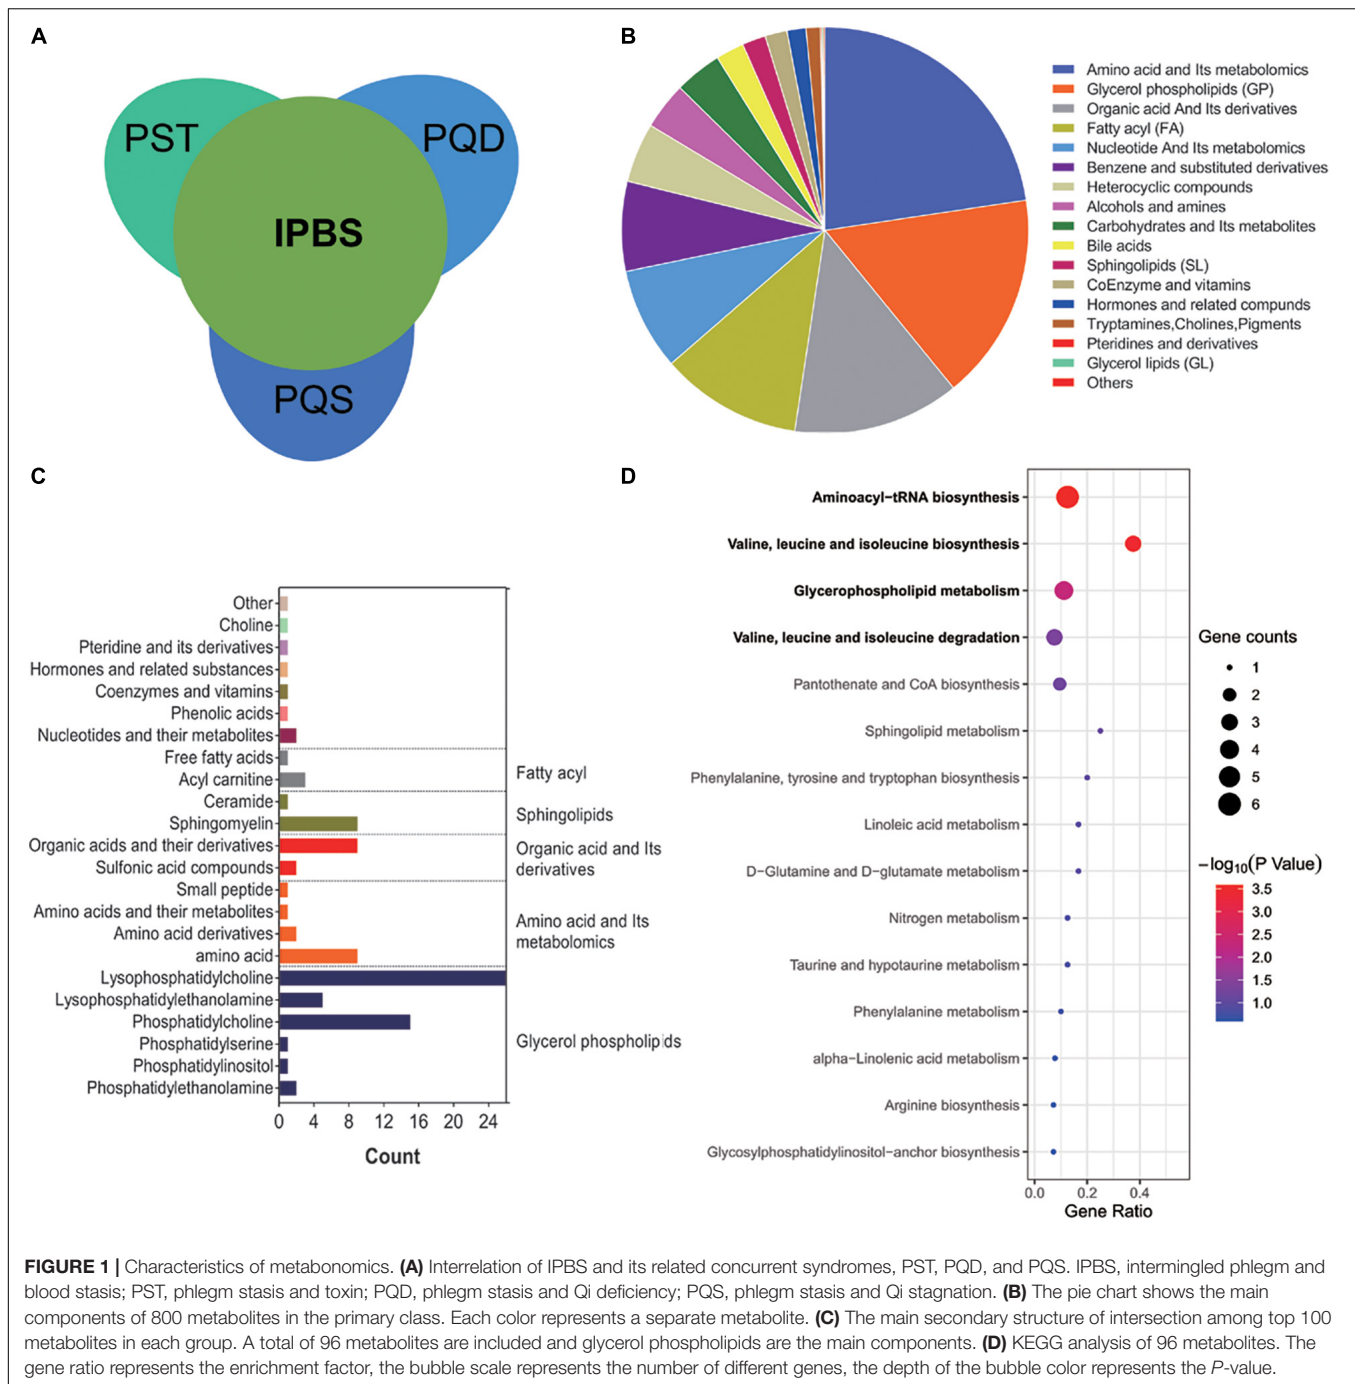 A
PST
PQD
IPBS
PQS
B
Amino acid and Its metabolomics
Glycerol phospholipids (GP)
Organic acid And Its derivatives
Fatty acyl (FA)
Nucleotide And Its metabolomics
Benzene and substituted derivatives
Heterocyclic compounds
Alcohols and amines
Carbohydrates and Its metabolites
Bile acids
Sphingolipids (SL)
CoEnzyme and vitamins
Hormones and related compunds
Tryptamines,Cholines,Pigments
Pteridines and derivatives
Glycerol lipids (GL)
Others
C
Other
Choline
Pteridine and its derivatives
Hormones and related substances
Coenzymes and vitamins
Phenolic acids
Nucleotides and their metabolites
Free fatty acids
Acyl carnitine
Ceramide
Sphingomyelin
Organic acids and their derivatives
Sulfonic acid compounds
Small peptide
Amino acids and their metabolites
Amino acid derivatives
amino acid
Lysophosphatidylcholine
Lysophosphatidylethanolamine
Phosphatidylcholine
Phosphatidylserine
Phosphatidylinositol
Phosphatidylethanolamine
Fatty acyl
Sphingolipids
Organic acid and Its
derivatives
Amino acid and Its
metabolomics
Glycerol phospholipids
0 4 8 12 16 20 24
Count
D
Aminoacyl−tRNA biosynthesis
Valine, leucine and isoleucine biosynthesis
Glycerophospholipid metabolism
Valine, leucine and isoleucine degradation
Pantothenate and CoA biosynthesis
Sphingolipid metabolism
Phenylalanine, tyrosine and tryptophan biosynthesis
Linoleic acid metabolism
D−Glutamine and D−glutamate metabolism
Nitrogen metabolism
Taurine and hypotaurine metabolism
Phenylalanine metabolism
alpha−Linolenic acid metabolism
Arginine biosynthesis
Glycosylphosphatidylinositol−anchor biosynthesis
0.0 0.2 0.4
Gene Ratio
Gene counts
1
2
3
4
5
6
−log10(P Value)
3.5
3.0
2.5
2.0
1.5
1.0
FIGURE 1 | Characteristics of metabonomics. (A) Interrelation of IPBS and its related concurrent syndromes, PST, PQD, and PQS. IPBS, intermingled phlegm and
blood stasis; PST, phlegm stasis and toxin; PQD, phlegm stasis and Qi deficiency; PQS, phlegm stasis and Qi stagnation. (B) The pie chart shows the main
components of 800 metabolites in the primary class. Each color represents a separate metabolite. (C) The main secondary structure of intersection among top 100
metabolites in each group. A total of 96 metabolites are included and glycerol phospholipids are the main components. (D) KEGG analysis of 96 metabolites. The
gene ratio represents the enrichment factor, the bubble scale represents the number of different genes, the depth of the bubble color represents the P-value.